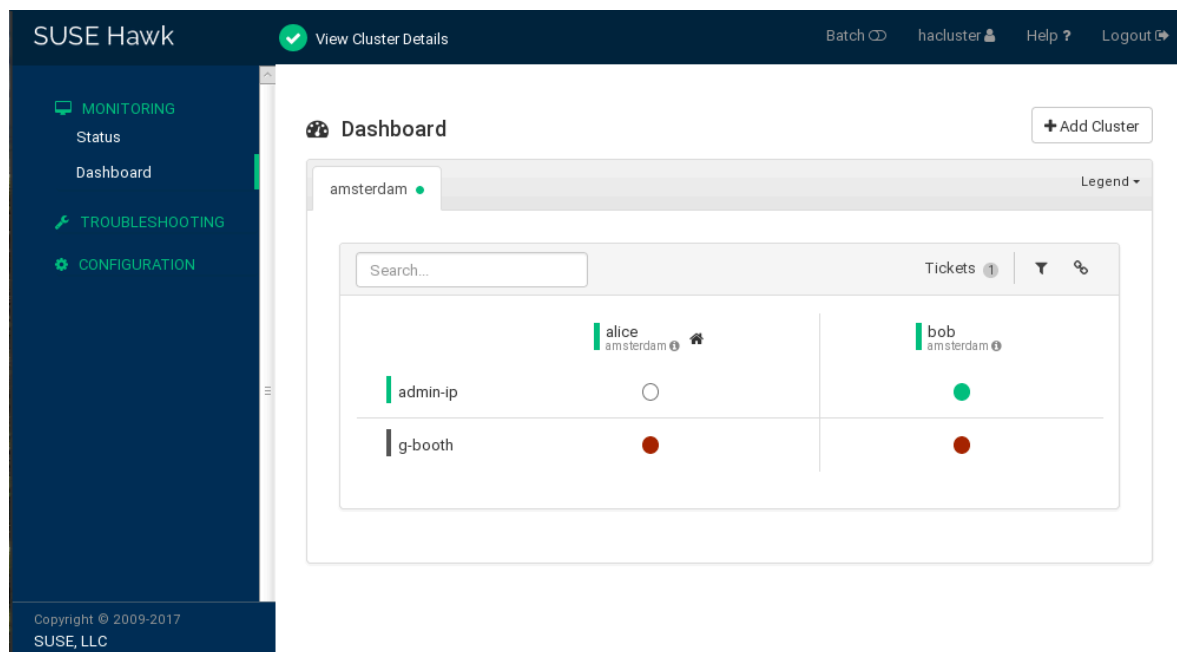 SUSE Hawk
View Cluster Details
Batch
hacluster
Help ?
Logout
MONITORING
Status
Dashboard
TROUBLESHOOTING
CONFIGURATION
Copyright © 2009-2017
SUSE, LLC
Dashboard
+ Add Cluster
amsterdam
Legend
Search...
Tickets 1
alice
amsterdam
bob
amsterdam
admin-ip
g-booth